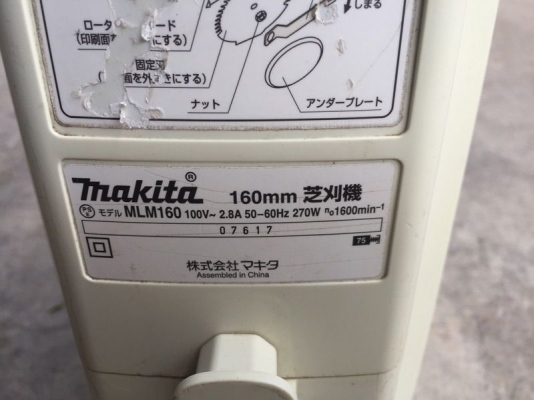 ロータ ード
(印刷面 にする)
しまる
固定
面を外 きにする)
ナット
アンダープレート
makita®
160mm 芝刈機
モデル MLM160 100V~ 2.8A 50-60Hz 270W n₀1600min⁻¹
07617
75
株式会社マキタ
Assembled in China